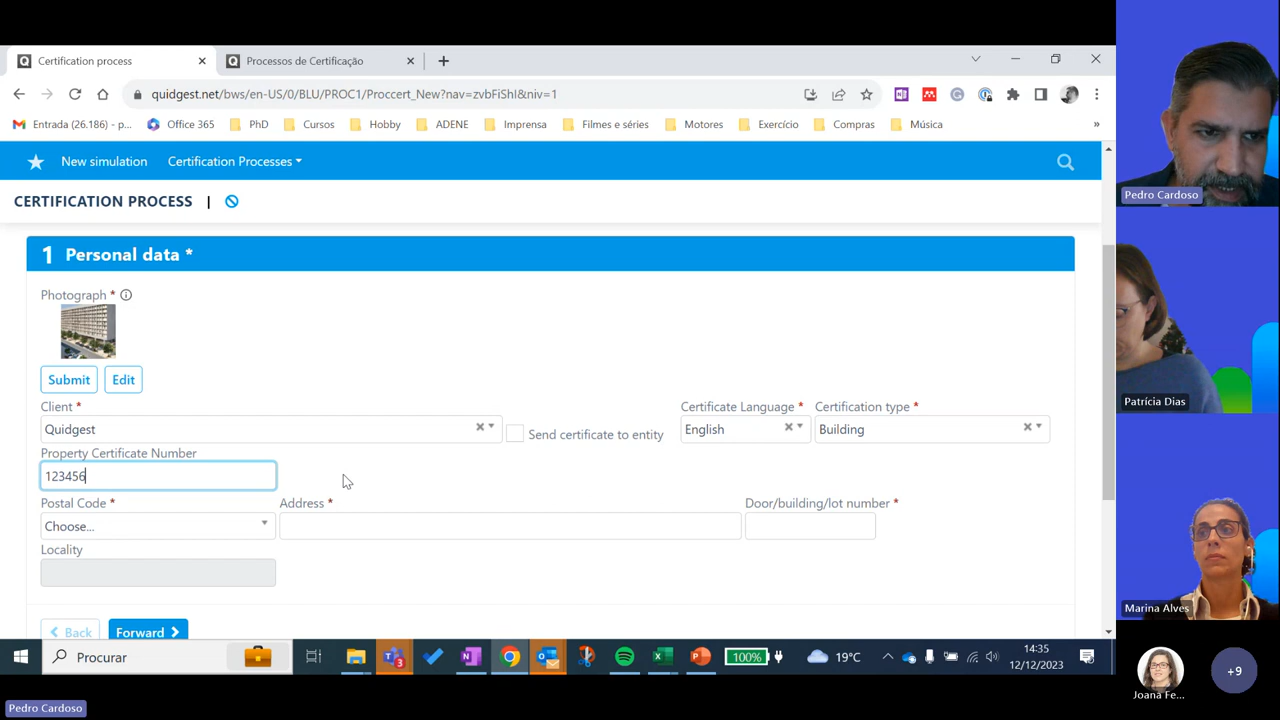 Certification process
Processos de Certificação
quidgest.net/bws/en-US/0/BLU/PROC1/Proccert_New?nav=zvbFiShI&niv=1
Entrada (26.186) - p...
Office 365
PhD
Cursos
Hobby
ADENE
Imprensa
Filmes e séries
Motores
Exercício
Compras
Música
»
New simulation
Certification Processes
CERTIFICATION PROCESS |
1 Personal data *
Photograph *
Submit
Edit
Client *
Certificate Language *
Certification type *
Quidgest
Send certificate to entity
English
Building
Property Certificate Number
123456
Postal Code *
Address *
Door/building/lot number *
Choose...
Locality
Back
Forward
Procurar
3
100%
19°C
14:35
12/12/2023
Pedro Cardoso
Patrícia Dias
Marina Alves
Joana Fe...
+9
Pedro Cardoso